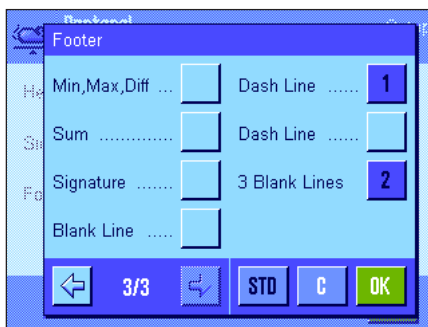 Footer
Min,Max,Diff ... Dash Line ...... 1
Sum .............. Dash Line ......
Signature ....... 3 Blank Lines 2
Blank Line .....
3/3 STD C OK